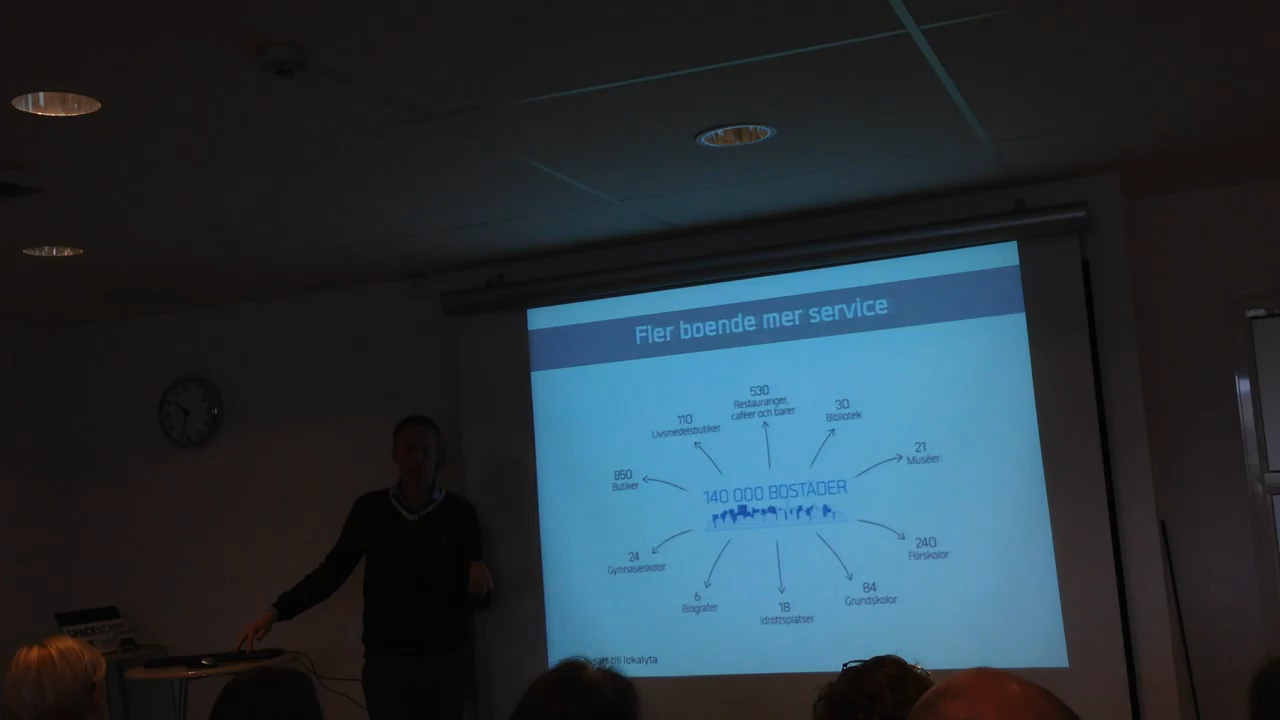 Fler boende mer service
530
Restauranger,
caféer och barer
30
Bibliotek
110
Livsmedelsbutiker
21
Muséer
850
Butiker
140 000 BOSTÄDER
24
Gymnasieskolor
240
Förskolor
6
Biografer
18
Idrottsplatser
84
Grundskolor
till lokalyta